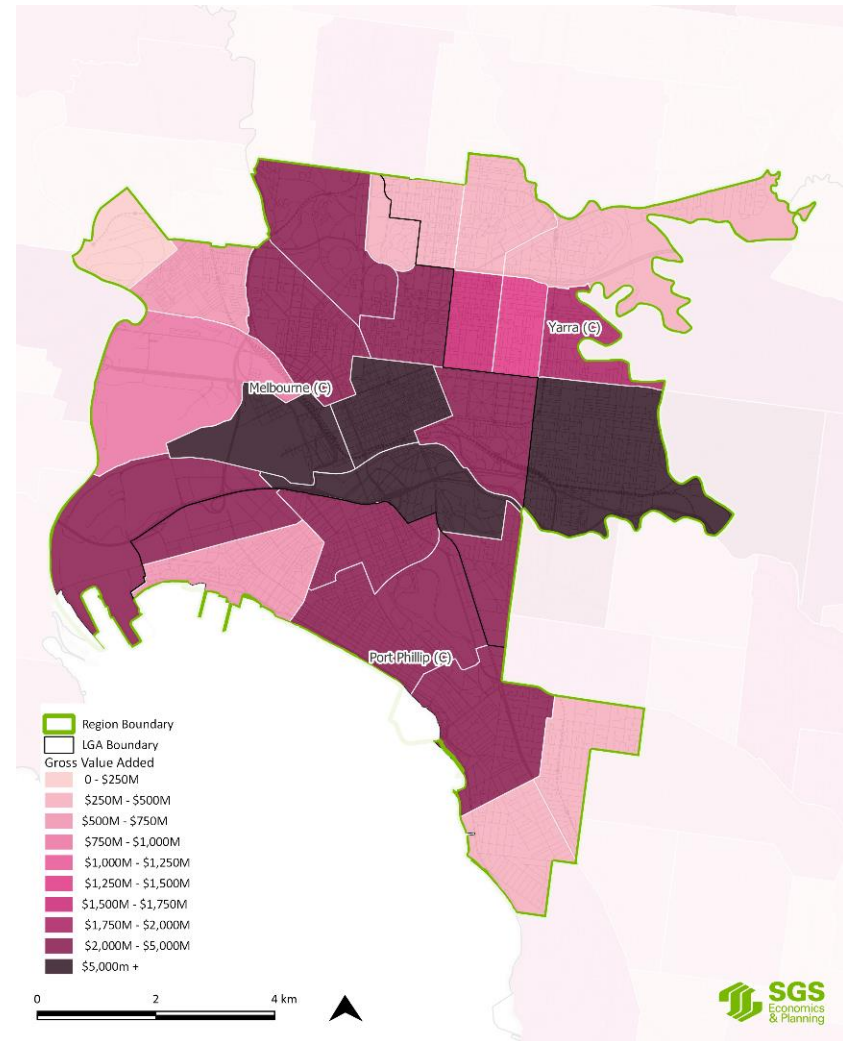 Yarra (C)
Melbourne (C)
Port Phillip (C)
Region Boundary
LGA Boundary
Gross Value Added
0 - $250M
$250M - $500M
$500M - $750M
$750M - $1,000M
$1,000M - $1,250M
$1,250M - $1,500M
$1,500M - $1,750M
$1,750M - $2,000M
$2,000M - $5,000M
$5,000m +
0 2 4 km
SGS
Economics
& Planning